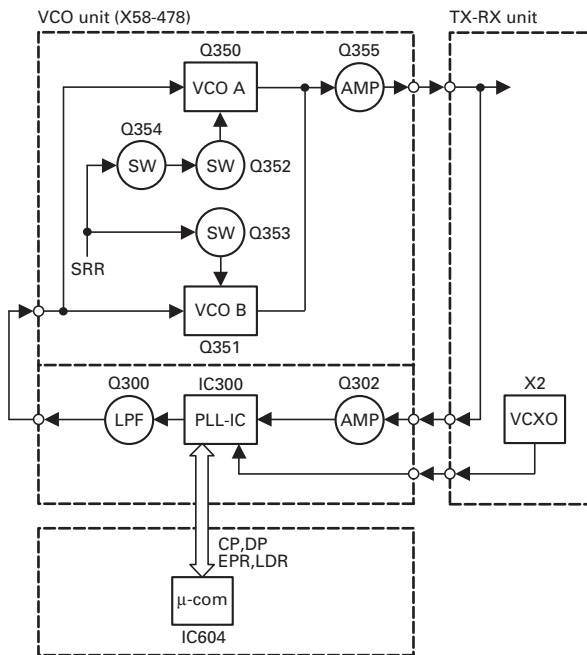 VCO unit (X58-478)
TX-RX unit
Q350
Q355
VCO A
AMP
Q354
SW
SW
Q352
SW
Q353
SRR
VCO B
Q351
Q300
IC300
Q302
X2
LPF
PLL-IC
AMP
VCXO
CP,DP
EPR,LDR
μ-com
IC604